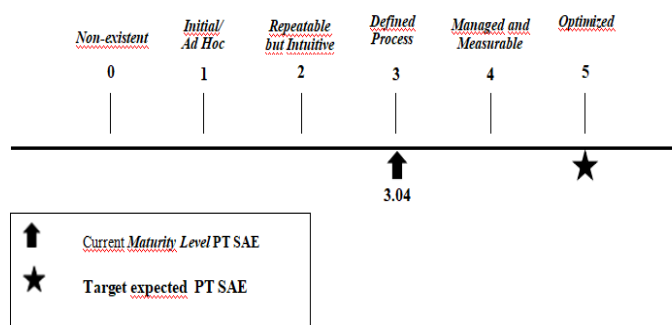 Non-existent
Initial/
Ad Hoc
Repeatable
but Intuitive
Defined
Process
Managed and
Measurable
Optimized
0
1
2
3
4
5
3.04
Current Maturity Level PT SAE
Target expected PT SAE